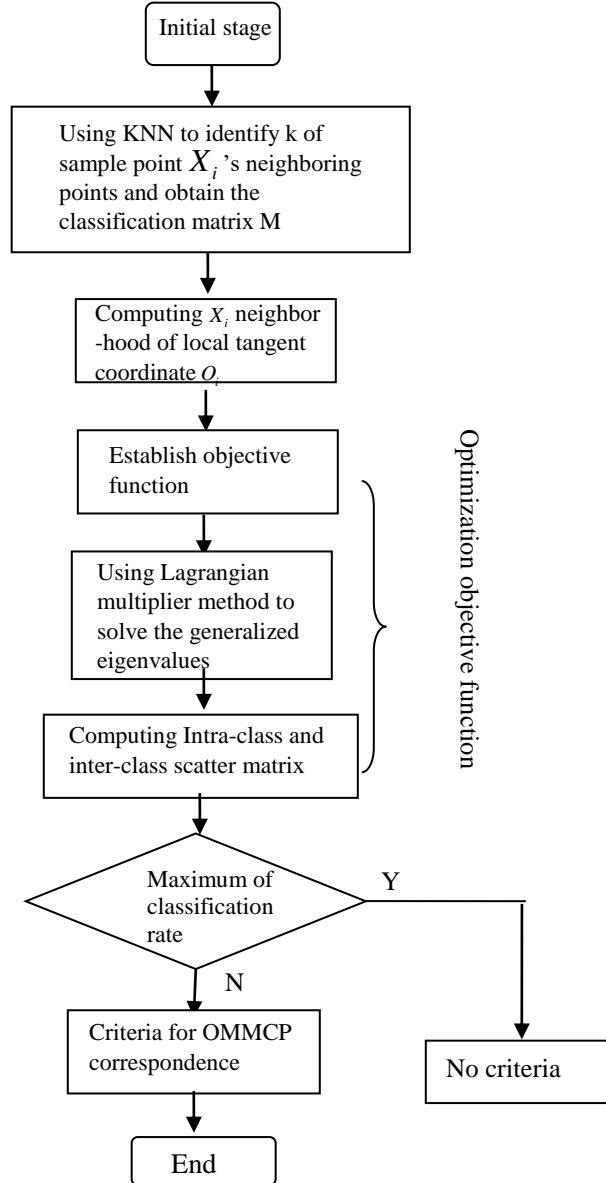 Initial stage
Using KNN to identify k of
sample point X_i 's neighboring
points and obtain the
classification matrix M
Computing X_i neighbor
-hood of local tangent
coordinate O_i
Establish objective
function
Using Lagrangian
multiplier method to
solve the generalized
eigenvalues
Computing Intra-class and
inter-class scatter matrix
Optimization objective function
Maximum of
classification
rate
Y
N
Criteria for OMMCP
correspondence
No criteria
End